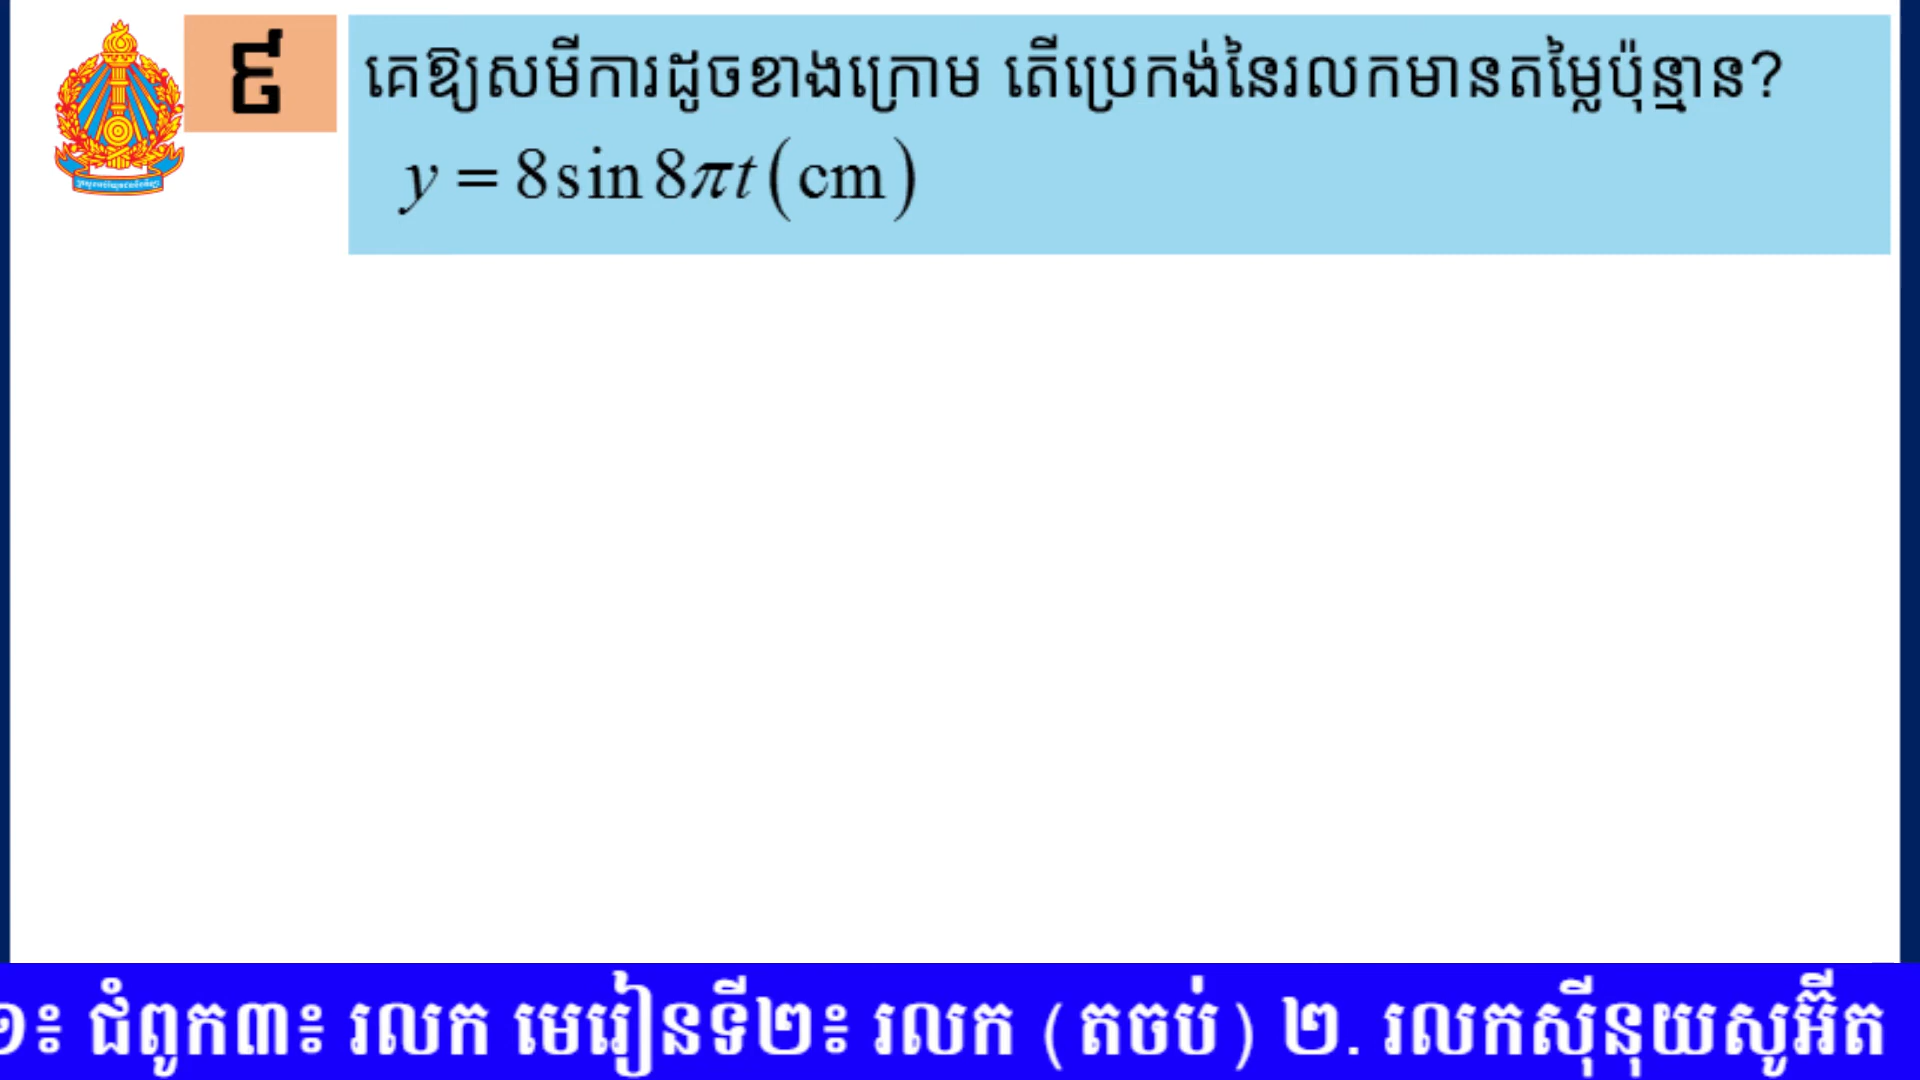 ៩
គេឱ្យសមីការដូចខាងក្រោម តើប្រេកង់នៃរលកមានតម្លៃប៉ុន្មាន?
y = 8sin8πt(cm)
១៖ ជំពូក៣៖ រលក មេរៀនទី២៖ រលក (តចប់) ២. រលកស៊ីនុយសូអ៊ីត